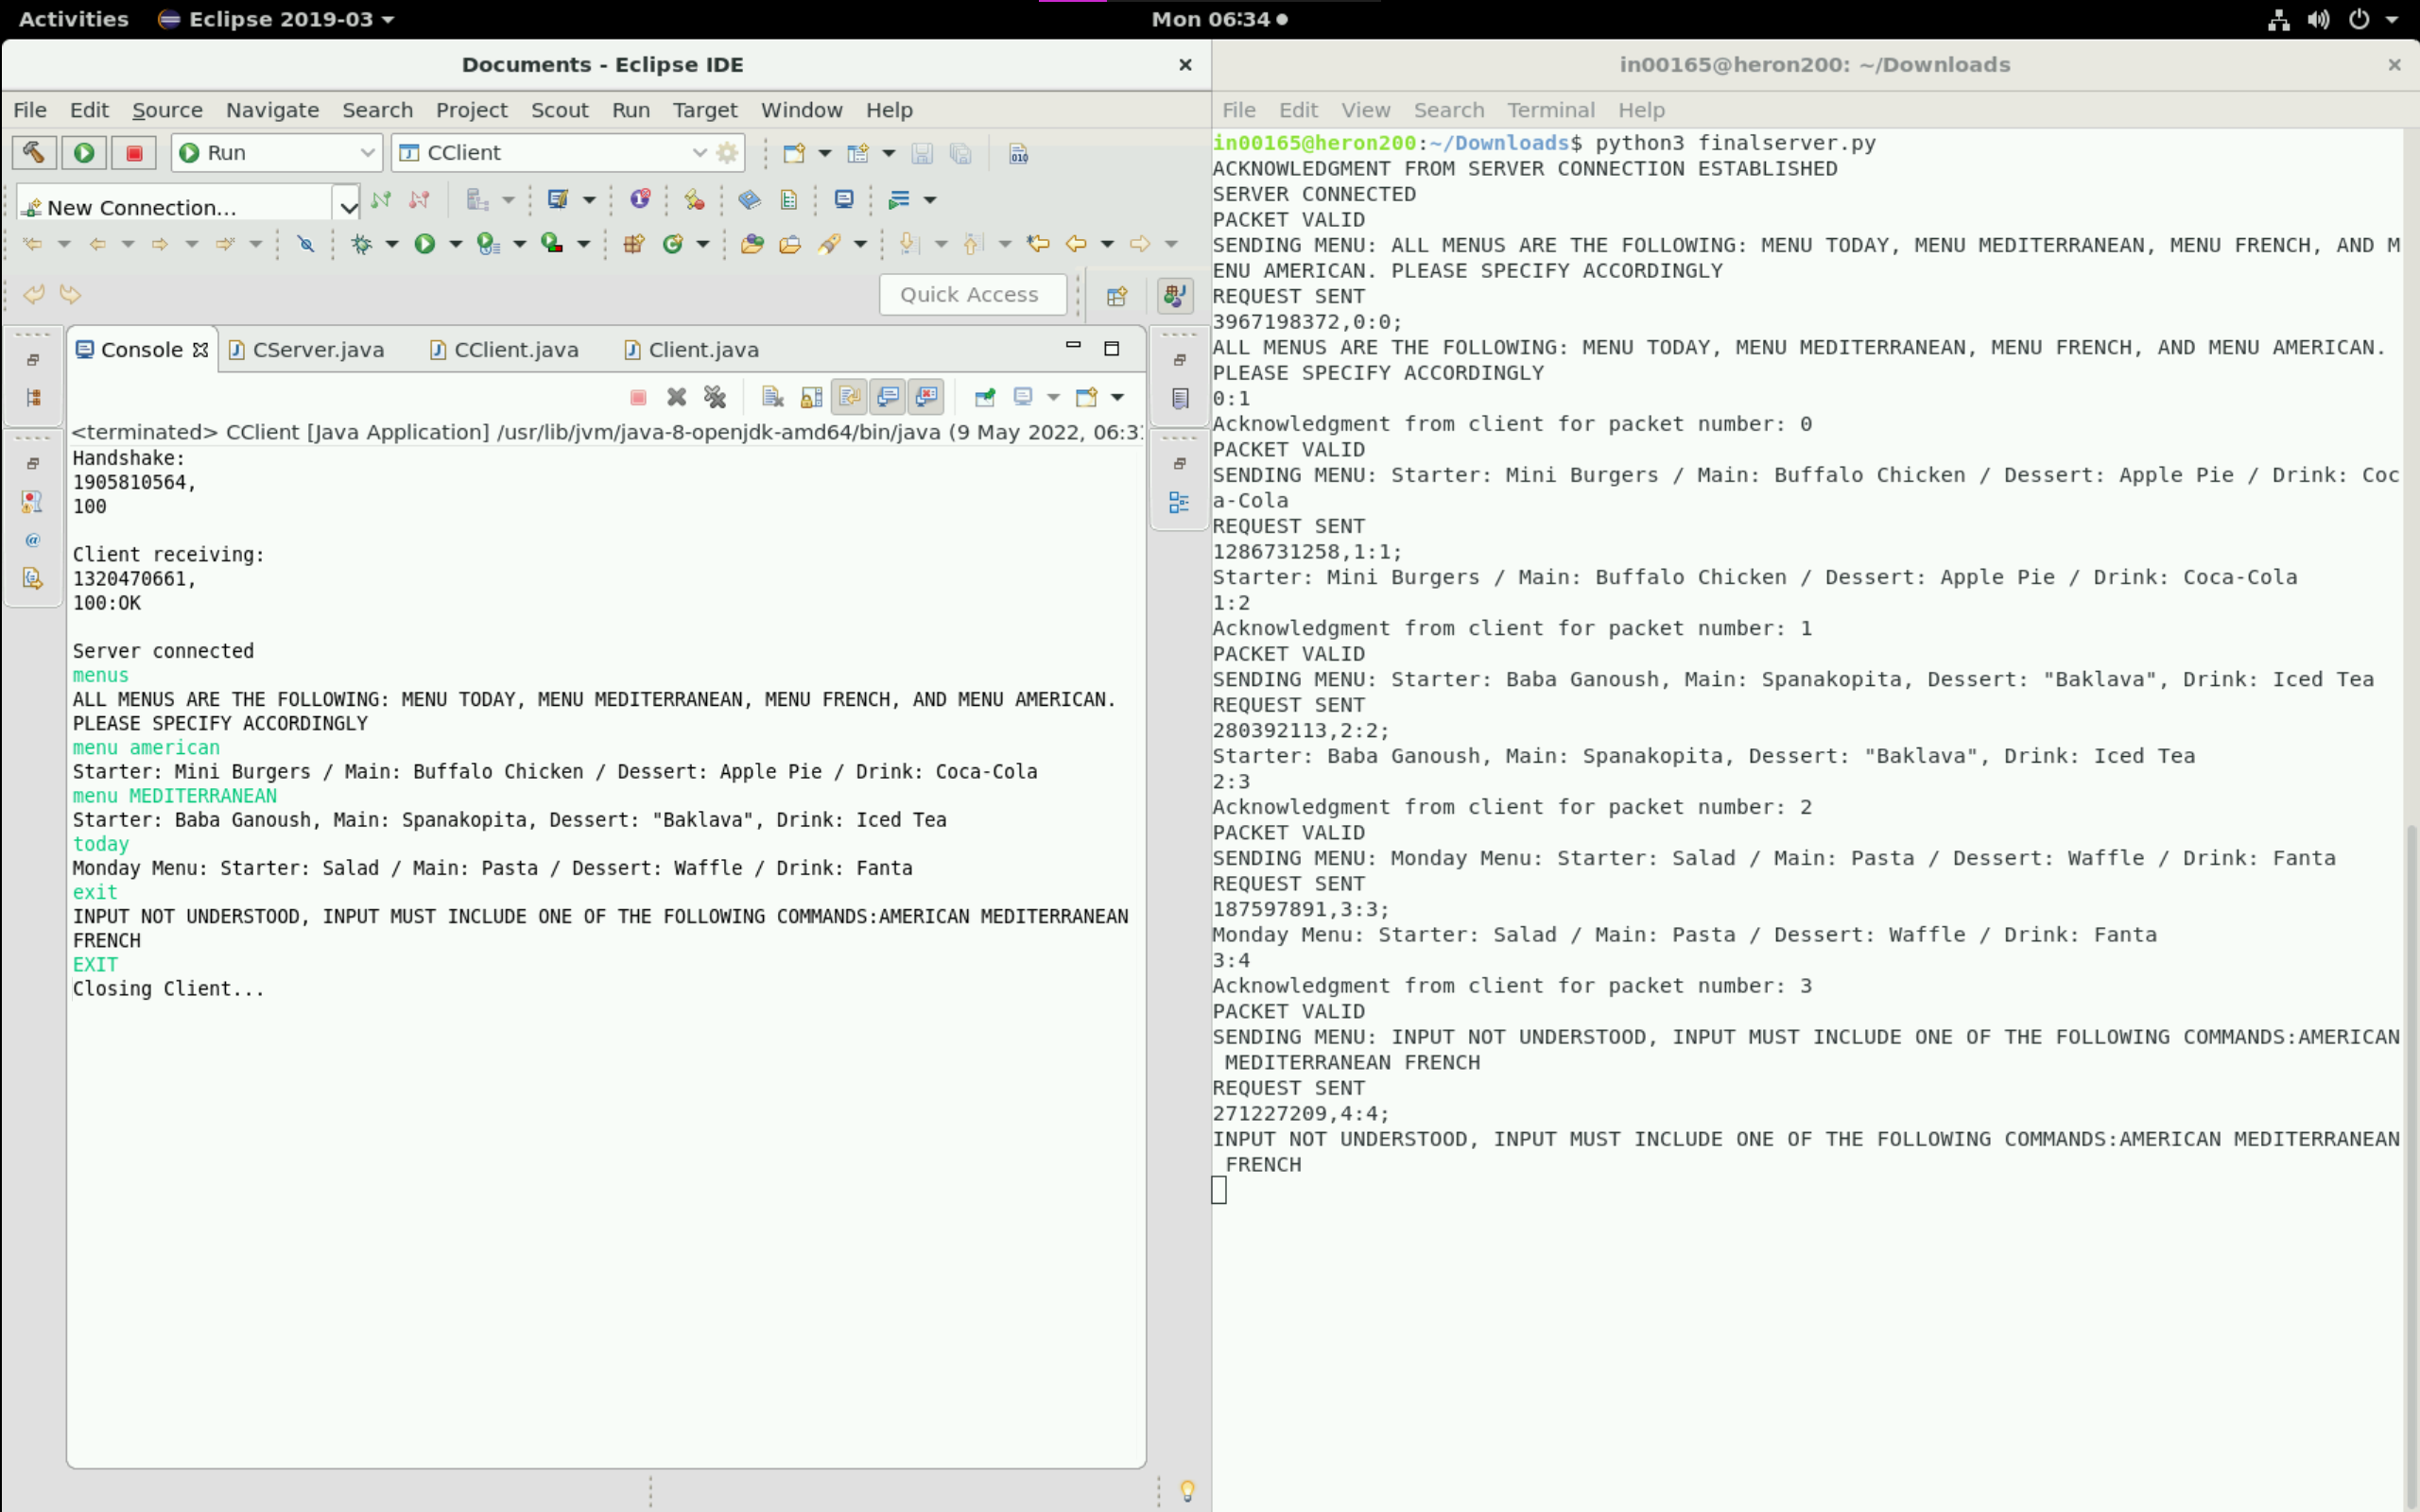 Activities Eclipse 2019-03 Mon 06:34
Documents - Eclipse IDE
File Edit Source Navigate Search Project Scout Run Target Window Help
Run CClient
New Connection...
Quick Access
Console CServer.java CClient.java Client.java
<terminated> CClient [Java Application] /usr/lib/jvm/java-8-openjdk-amd64/bin/java (9 May 2022, 06:3
Handshake:
1905810564,
100
Client receiving:
1320470661,
100:OK
Server connected
menus
ALL MENUS ARE THE FOLLOWING: MENU TODAY, MENU MEDITERRANEAN, MENU FRENCH, AND MENU AMERICAN.
PLEASE SPECIFY ACCORDINGLY
menu american
Starter: Mini Burgers / Main: Buffalo Chicken / Dessert: Apple Pie / Drink: Coca-Cola
menu MEDITERRANEAN
Starter: Baba Ganoush, Main: Spanakopita, Dessert: "Baklava", Drink: Iced Tea
today
Monday Menu: Starter: Salad / Main: Pasta / Dessert: Waffle / Drink: Fanta
exit
INPUT NOT UNDERSTOOD, INPUT MUST INCLUDE ONE OF THE FOLLOWING COMMANDS:AMERICAN MEDITERRANEAN
FRENCH
EXIT
Closing Client...
in00165@heron200: ~/Downloads
File Edit View Search Terminal Help
in00165@heron200:~/Downloads$ python3 finalserver.py
ACKNOWLEDGMENT FROM SERVER CONNECTION ESTABLISHED
SERVER CONNECTED
PACKET VALID
SENDING MENU: ALL MENUS ARE THE FOLLOWING: MENU TODAY, MENU MEDITERRANEAN, MENU FRENCH, AND M
ENU AMERICAN. PLEASE SPECIFY ACCORDINGLY
REQUEST SENT
3967198372,0:0;
ALL MENUS ARE THE FOLLOWING: MENU TODAY, MENU MEDITERRANEAN, MENU FRENCH, AND MENU AMERICAN.
PLEASE SPECIFY ACCORDINGLY
0:1
Acknowledgment from client for packet number: 0
PACKET VALID
SENDING MENU: Starter: Mini Burgers / Main: Buffalo Chicken / Dessert: Apple Pie / Drink: Coc
a-Cola
REQUEST SENT
1286731258,1:1;
Starter: Mini Burgers / Main: Buffalo Chicken / Dessert: Apple Pie / Drink: Coca-Cola
1:2
Acknowledgment from client for packet number: 1
PACKET VALID
SENDING MENU: Starter: Baba Ganoush, Main: Spanakopita, Dessert: "Baklava", Drink: Iced Tea
REQUEST SENT
280392113,2:2;
Starter: Baba Ganoush, Main: Spanakopita, Dessert: "Baklava", Drink: Iced Tea
2:3
Acknowledgment from client for packet number: 2
PACKET VALID
SENDING MENU: Monday Menu: Starter: Salad / Main: Pasta / Dessert: Waffle / Drink: Fanta
REQUEST SENT
187597891,3:3;
Monday Menu: Starter: Salad / Main: Pasta / Dessert: Waffle / Drink: Fanta
3:4
Acknowledgment from client for packet number: 3
PACKET VALID
SENDING MENU: INPUT NOT UNDERSTOOD, INPUT MUST INCLUDE ONE OF THE FOLLOWING COMMANDS:AMERICAN
MEDITERRANEAN FRENCH
REQUEST SENT
271227209,4:4;
INPUT NOT UNDERSTOOD, INPUT MUST INCLUDE ONE OF THE FOLLOWING COMMANDS:AMERICAN MEDITERRANEAN
FRENCH